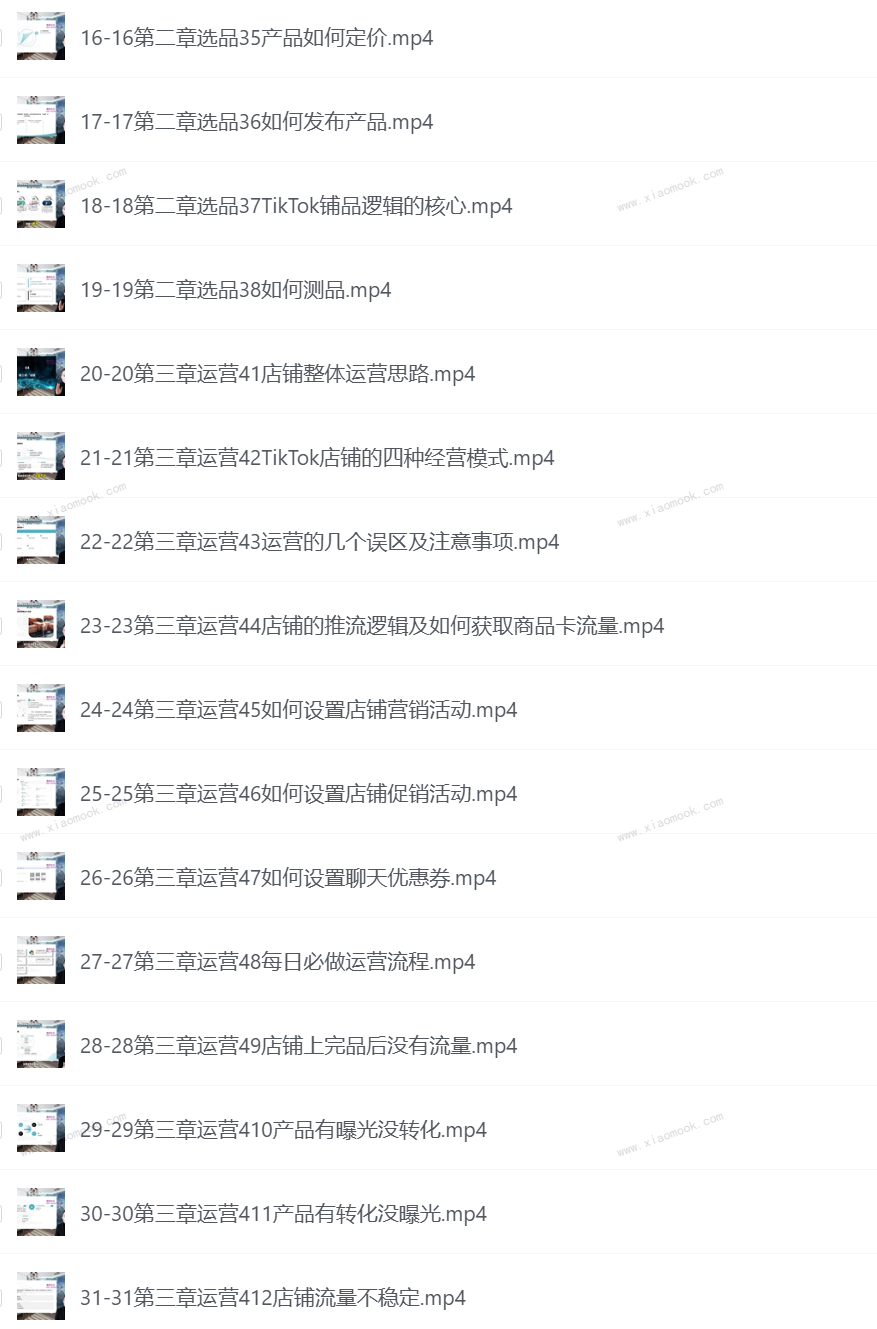 16-16第二章选品35产品如何定价.mp4
17-17第二章选品36如何发布产品.mp4
www.xiaomook.com
18-18第二章选品37TikTok铺品逻辑的核心.mp4
19-19第二章选品38如何测品.mp4
20-20第三章运营41店铺整体运营思路.mp4
21-21第三章运营42TikTok店铺的四种经营模式.mp4
www.xiaomook.com
22-22第三章运营43运营的几个误区及注意事项.mp4
23-23第三章运营44店铺的推流逻辑及如何获取商品卡流量.mp4
24-24第三章运营45如何设置店铺营销活动.mp4
25-25第三章运营46如何设置店铺促销活动.mp4
www.xiaomook.com www.xiaomook.com
26-26第三章运营47如何设置聊天优惠券.mp4
27-27第三章运营48每日必做运营流程.mp4
28-28第三章运营49店铺上完品后没有流量.mp4
29-29第三章运营410产品有曝光没转化.mp4
www.xiaomook.com
30-30第三章运营411产品有转化没曝光.mp4
31-31第三章运营412店铺流量不稳定.mp4